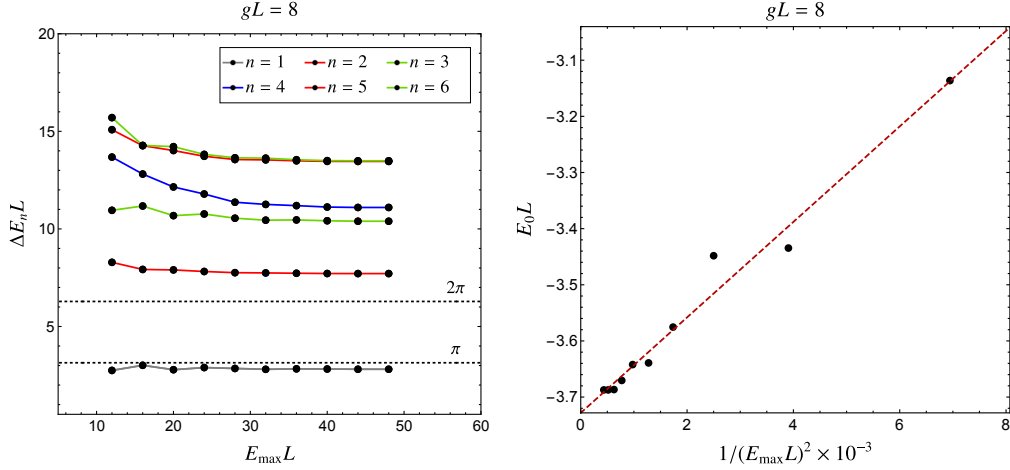 gL = 8
20
15
10
5
10 20 30 40 50 60
ΔEₙL
E_max L
n = 1 n = 2 n = 3
n = 4 n = 5 n = 6
2π
π
gL = 8
-3.1
-3.2
-3.3
-3.4
-3.5
-3.6
-3.7
0 2 4 6 8
E₀L
1/(E_max L)² × 10⁻³